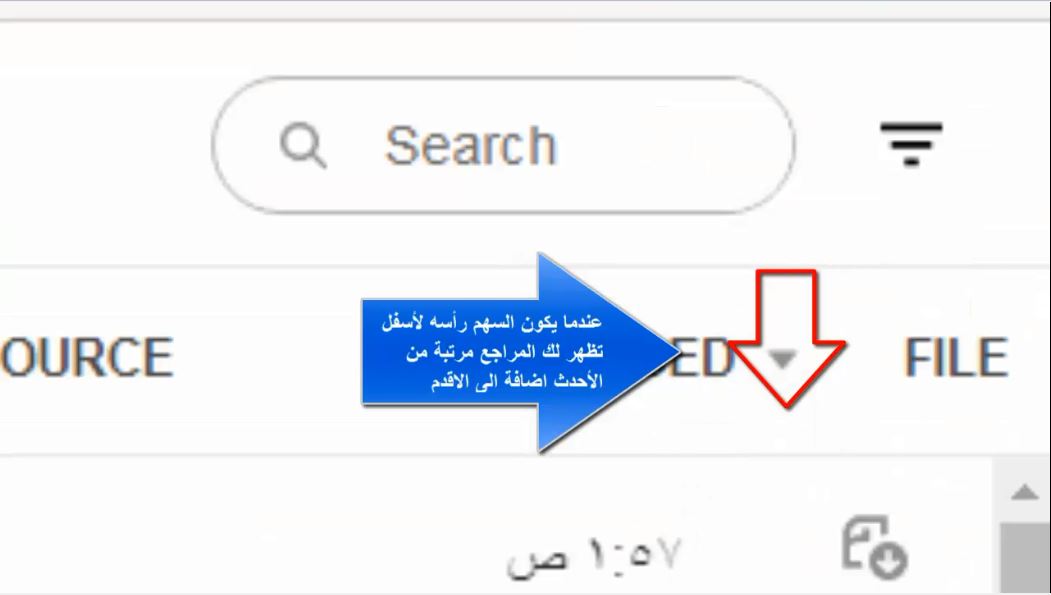 Search
OURCE
عندما يكون السهم رأسه لأسفل
تظهر لك المراجع مرتبة من
الأحدث اضافة الى الاقدم
ED
FILE
١:٥٧ ص